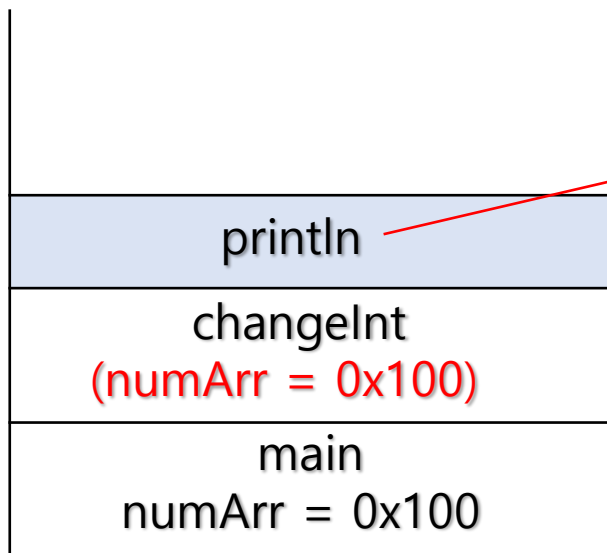 println
changeInt
(numArr = 0x100)
main
numArr = 0x100